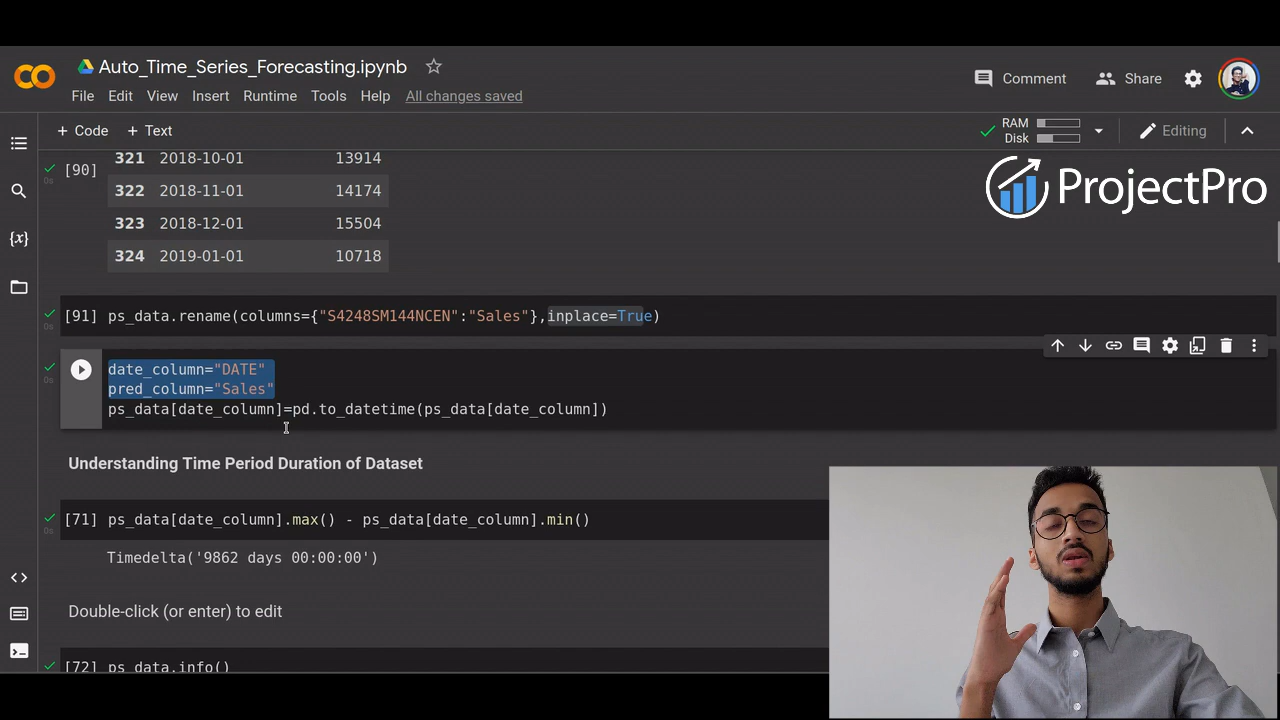 Auto_Time_Series_Forecasting.ipynb
Comment
Share
File Edit View Insert Runtime Tools Help All changes saved
+ Code + Text
RAM
Disk
Editing
ProjectPro
[90]
321 2018-10-01 13914
322 2018-11-01 14174
323 2018-12-01 15504
324 2019-01-01 10718
[91] ps_data.rename(columns={"S4248SM144NCEN":"Sales"},inplace=True)
0s
date_column="DATE"
pred_column="Sales"
ps_data[date_column]=pd.to_datetime(ps_data[date_column])
0s
Understanding Time Period Duration of Dataset
[71] ps_data[date_column].max() - ps_data[date_column].min()
0s
Timedelta('9862 days 00:00:00')
Double-click (or enter) to edit
[72] ps_data.info()